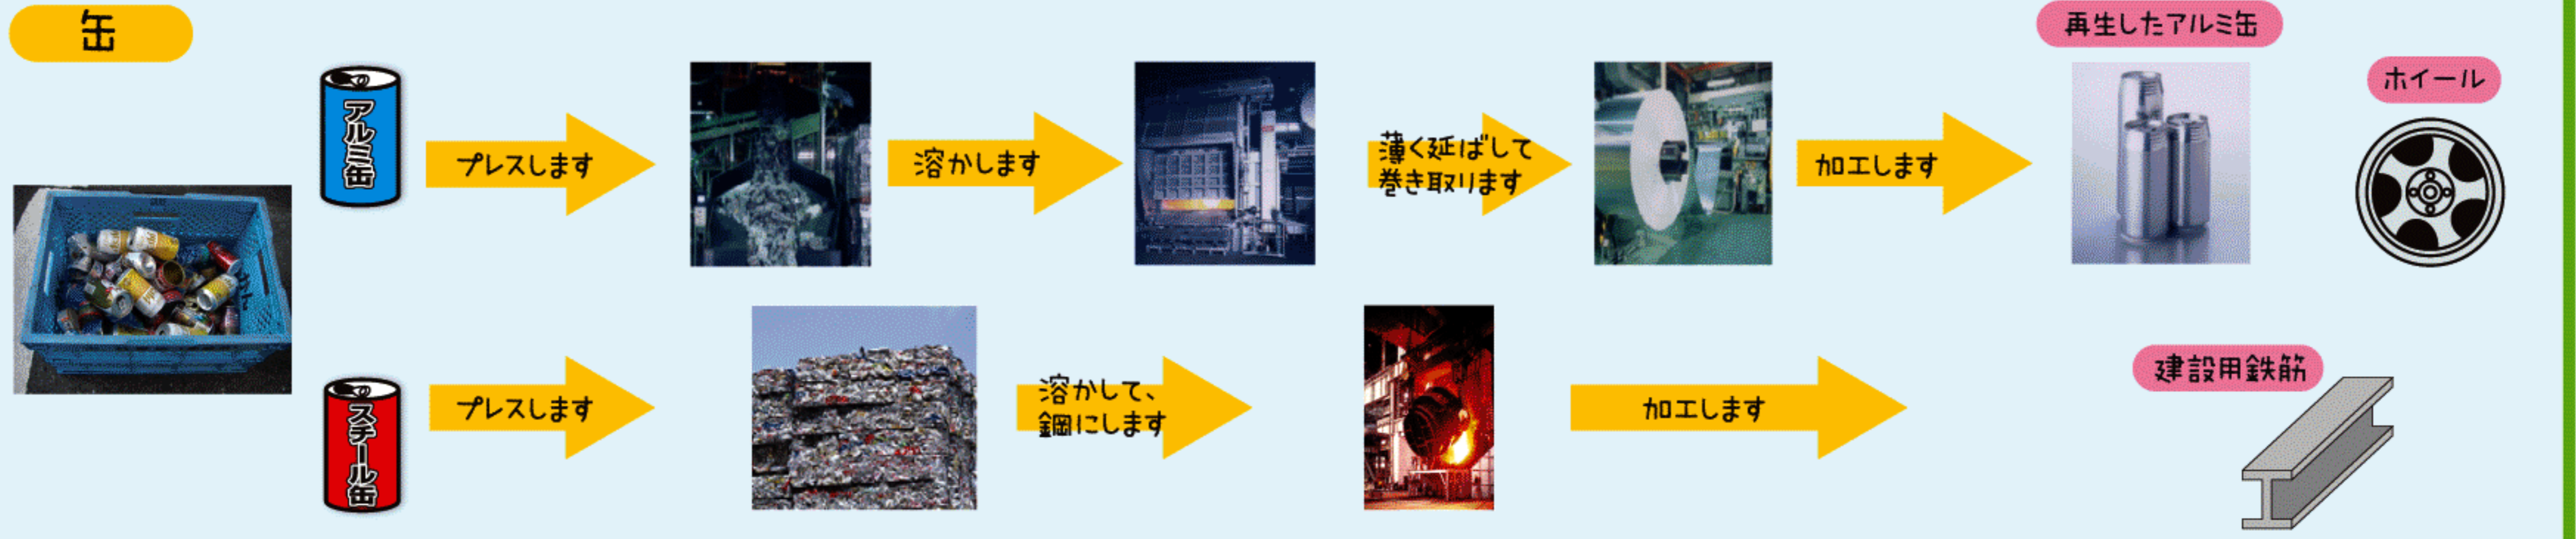 缶
アルミ缶
プレスします
溶かします
薄く延ばして
巻き取ります
加工します
再生したアルミ缶
ホイール
スチール缶
プレスします
溶かして、
鋼にします
加工します
建設用鉄筋